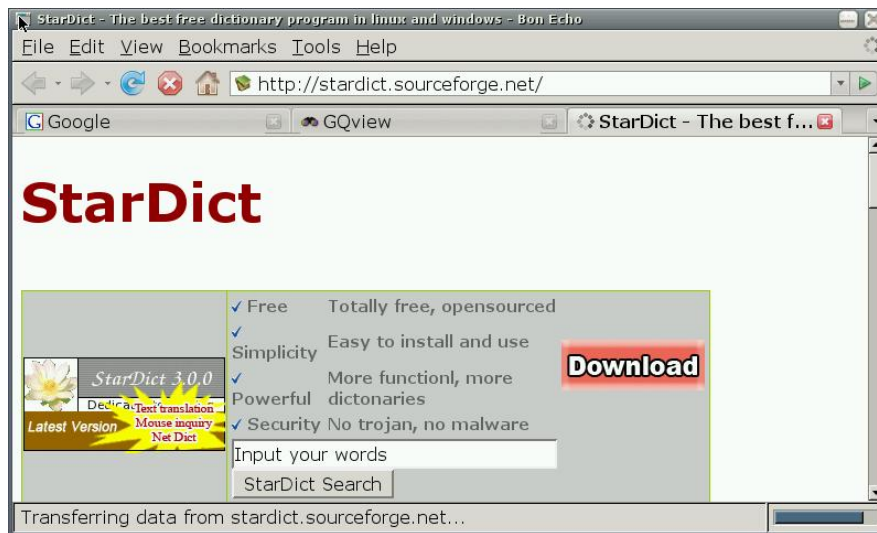 StarDict - The best free dictionary program in linux and windows - Bon Echo
File Edit View Bookmarks Tools Help
http://stardict.sourceforge.net/
G Google GQview StarDict - The best f...
StarDict
✓ Free Totally free, opensourced
✓ Simplicity Easy to install and use
✓ Powerful More functionl, more
dictonaries
✓ Security No trojan, no malware
StarDict 3.0.0
Text translation
Latest Version Mouse inquiry
Net Dict
Download
Input your words
StarDict Search
Transferring data from stardict.sourceforge.net...